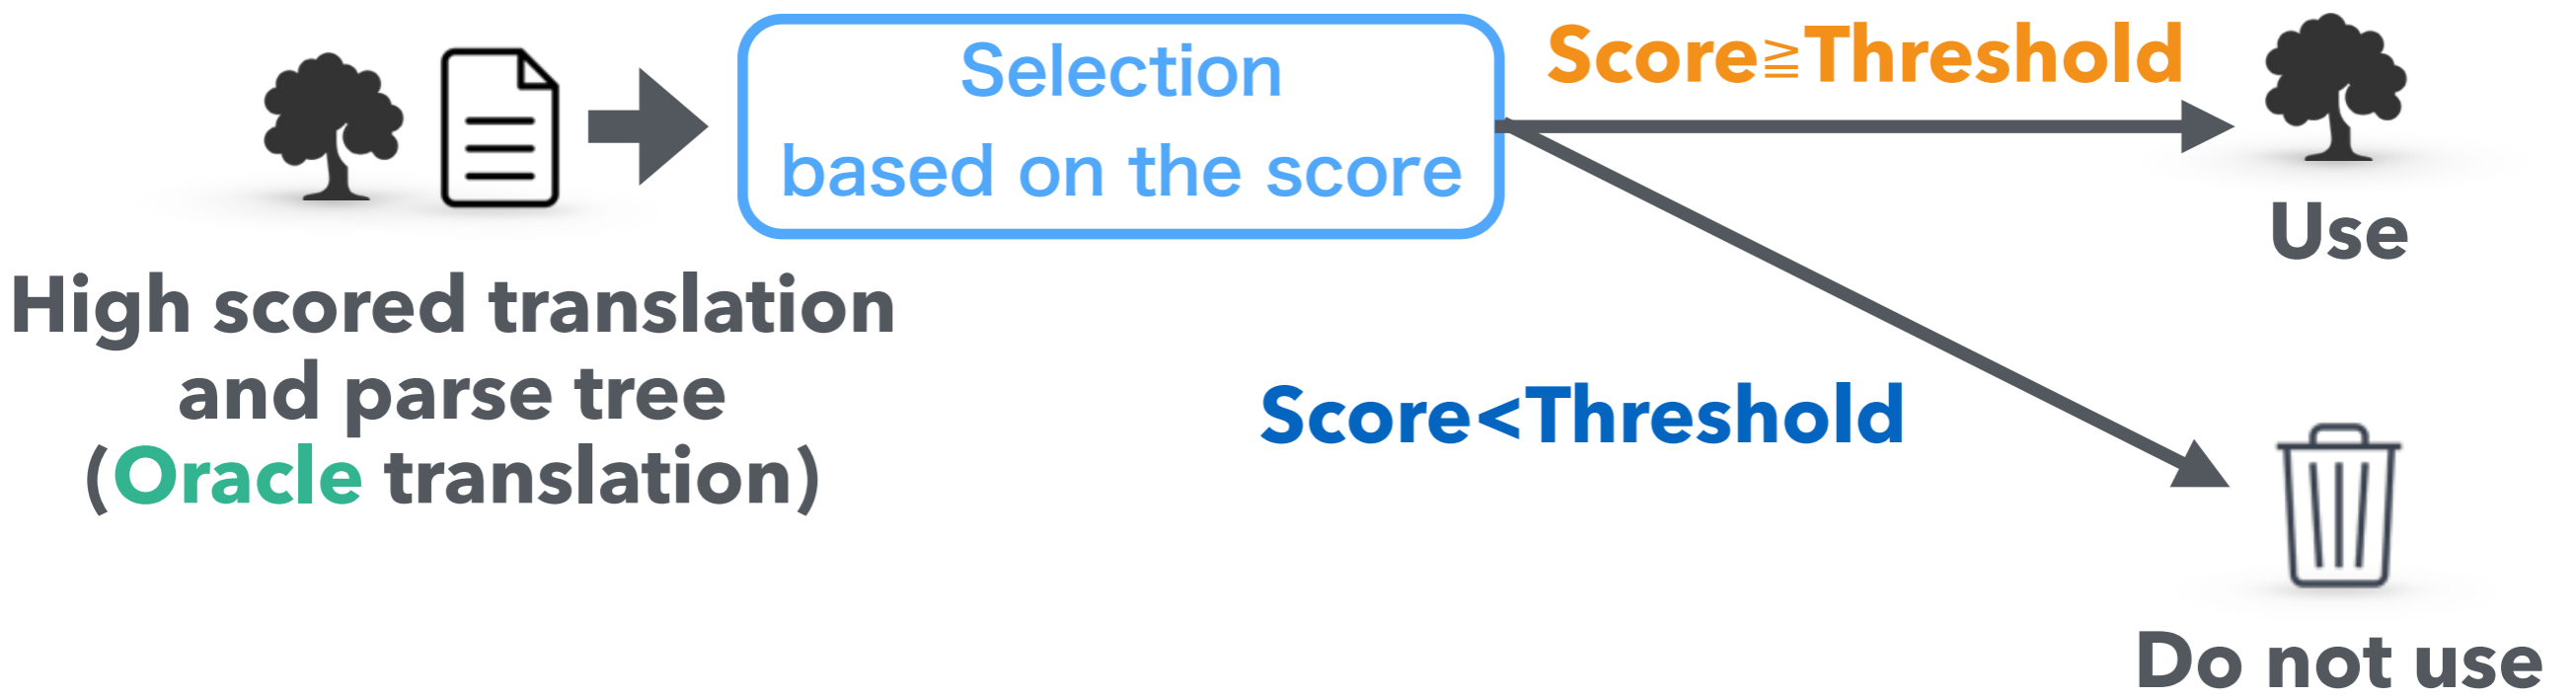 High scored translation
and parse tree
(Oracle translation)
Selection
based on the score
Score≧Threshold
Use
Score<Threshold
Do not use